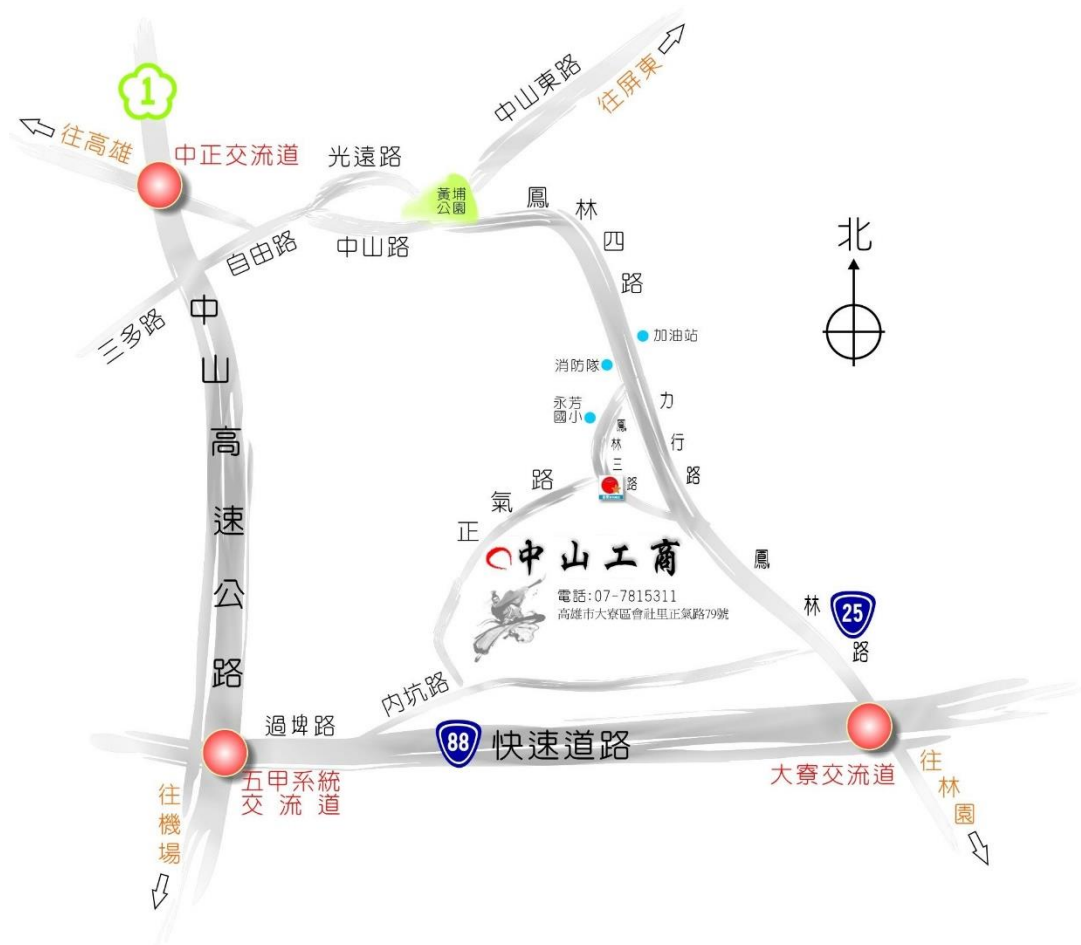 1
往高雄
中正交流道
光遠路
中山東路
往屏東
黃埔
公園
鳳林四路
自由路
中山路
三多路
北
中山高速公路
加油站
消防隊
永芳
國小
鳳林三路
力行路
正氣路
中山工商
電話:07-7815311
高雄市大寮區會社里正氣路79號
鳳林路
25
內坑路
過埤路
88
快速道路
五甲系統
交流道
大寮交流道
往機場
往林園